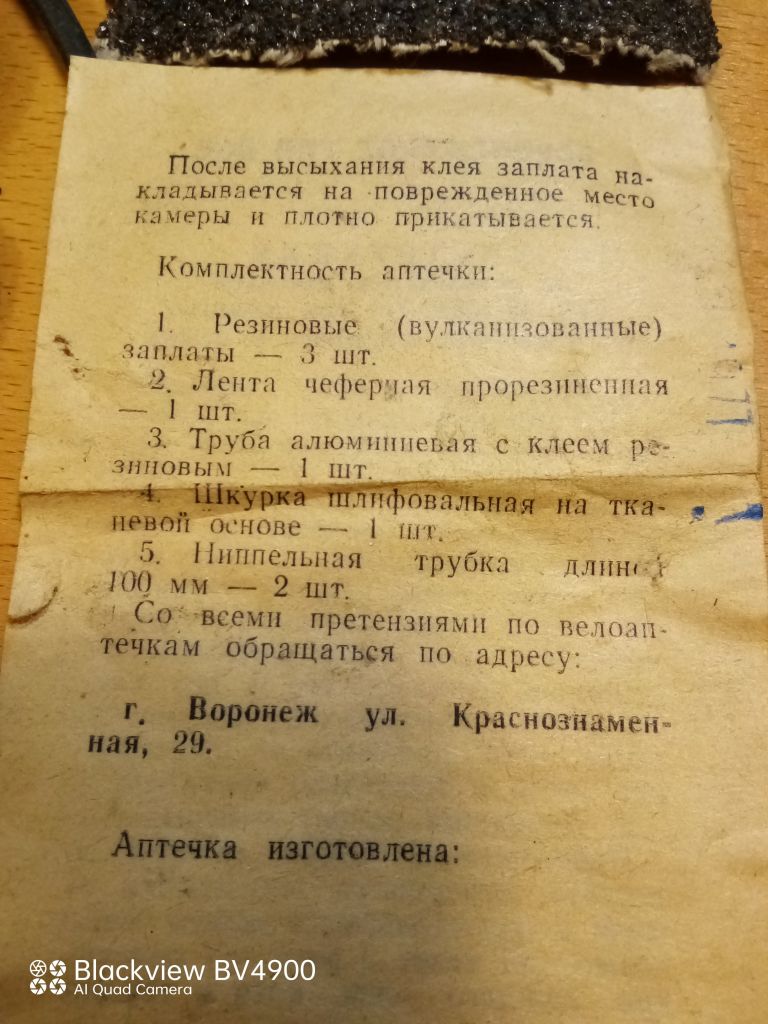 После высыхания клея заплата на-
кладывается на поврежденное место
камеры и плотно прикатывается.
Комплектность аптечки:
1. Резиновые (вулканизованные)
заплаты — 3 шт.
2. Лента чеферная прорезиненная
— 1 шт.
3. Труба алюминиевая с клеем ре-
зиновым — 1 шт.
4. Шкурка шлифовальная на тка-
невой основе — 1 шт.
5. Ниппельная трубка длиной
100 мм — 2 шт.
Со всеми претензиями по велоап-
течкам обращаться по адресу:
г. Воронеж ул. Краснознамен-
ная, 29.
Аптечка изготовлена:
Blackview BV4900
AI Quad Camera